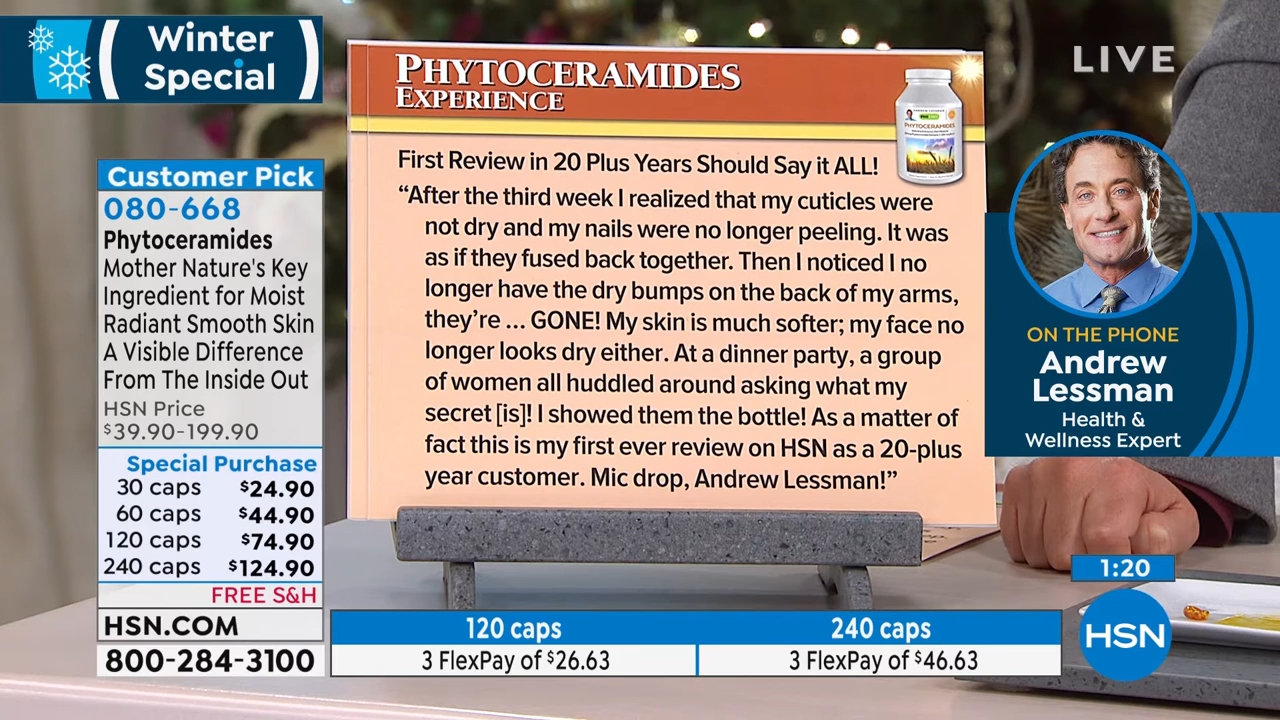 Winter
Special
LIVE
PHYTOCERAMIDES
EXPERIENCE
PHYTOCERAMIDES
First Review in 20 Plus Years Should Say it ALL!
“After the third week I realized that my cuticles were
not dry and my nails were no longer peeling. It was
as if they fused back together. Then I noticed I no
longer have the dry bumps on the back of my arms,
they’re ... GONE! My skin is much softer; my face no
longer looks dry either. At a dinner party, a group
of women all huddled around asking what my
secret [is]! I showed them the bottle! As a matter of
fact this is my first ever review on HSN as a 20-plus
year customer. Mic drop, Andrew Lessman!”
Customer Pick
080-668
Phytoceramides
Mother Nature's Key
Ingredient for Moist
Radiant Smooth Skin
A Visible Difference
From The Inside Out
HSN Price
$39.90-199.90
Special Purchase
30 caps $24.90
60 caps $44.90
120 caps $74.90
240 caps $124.90
FREE S&H
HSN.COM
800-284-3100
120 caps
3 FlexPay of $26.63
240 caps
3 FlexPay of $46.63
ON THE PHONE
Andrew
Lessman
Health &
Wellness Expert
1:20
HSN